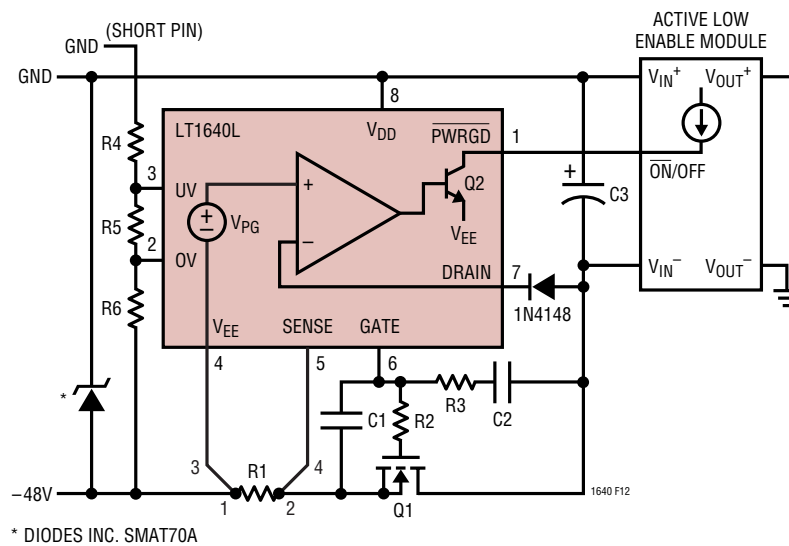 (SHORT PIN)
GND
GND
ACTIVE LOW
ENABLE MODULE
8
LT1640L
VDD
PWRGD
1
VIN+
VOUT+
R4
3
UV
+
−
VPG
+
−
Q2
VEE
ON/OFF
+
C3
R5
2
OV
DRAIN
7
1N4148
VIN−
VOUT−
R6
VEE
SENSE
GATE
4
5
6
*
C1
R2
R3
C2
3
R1
4
−48V
1
2
Q1
1640 F12
* DIODES INC. SMAT70A